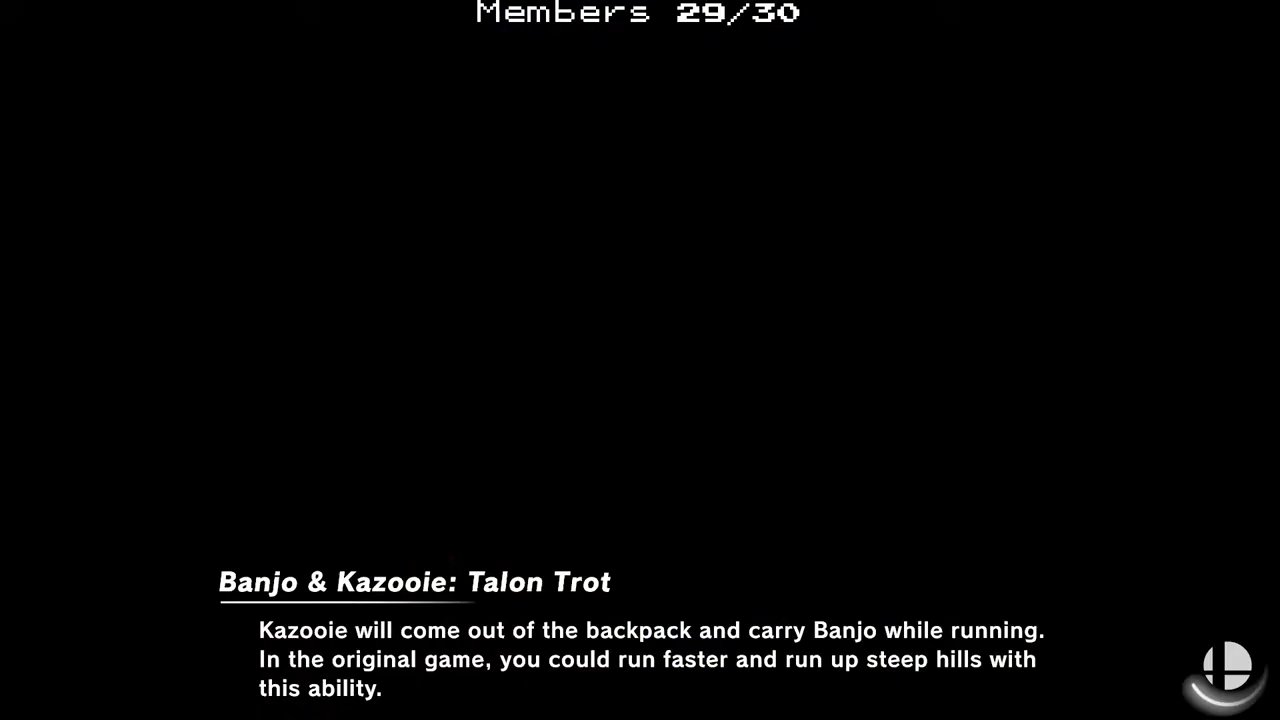 Members 29/30
Banjo & Kazooie: Talon Trot
Kazooie will come out of the backpack and carry Banjo while running.
In the original game, you could run faster and run up steep hills with
this ability.